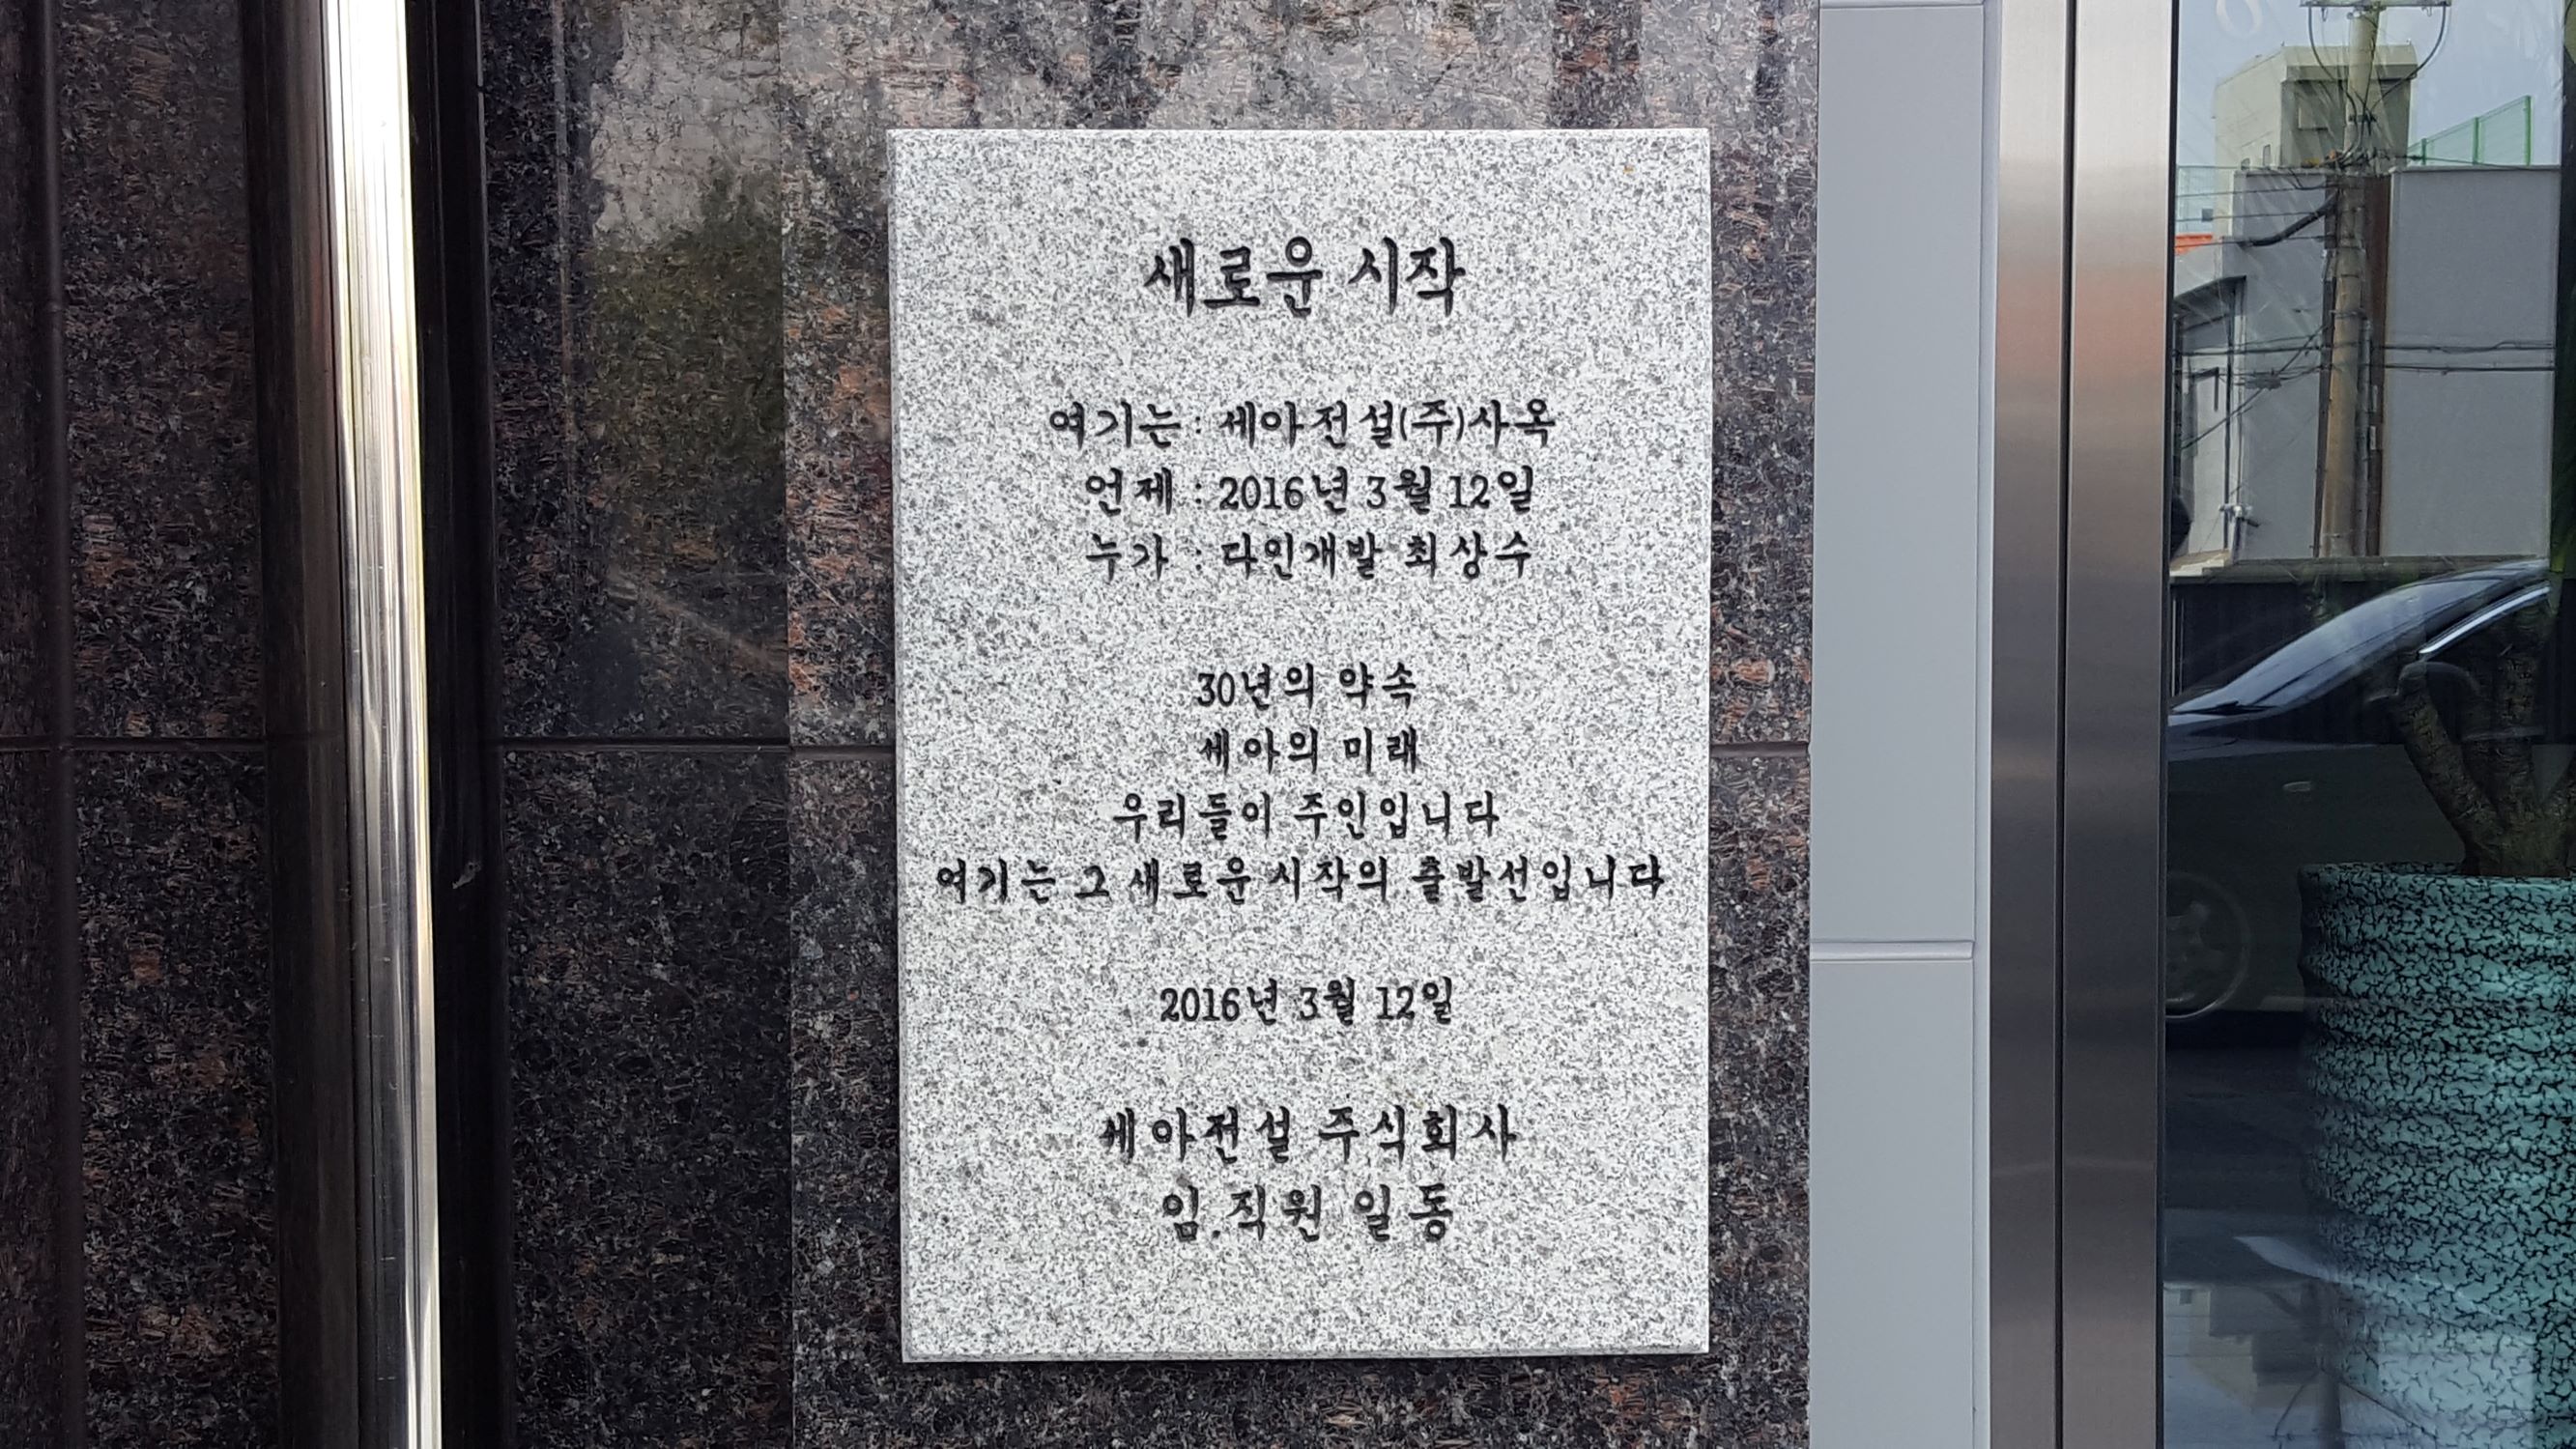 새로운 시작
여기는 : 세아전설(주)사옥
언제 : 2016년 3월 12일
누가 : 다인개발 최상수
30년의 약속
세아의 미래
우리들이 주인입니다
여기는 그 새로운 시작의 출발선입니다
2016년 3월 12일
세아전설 주식회사
임.직원 일동